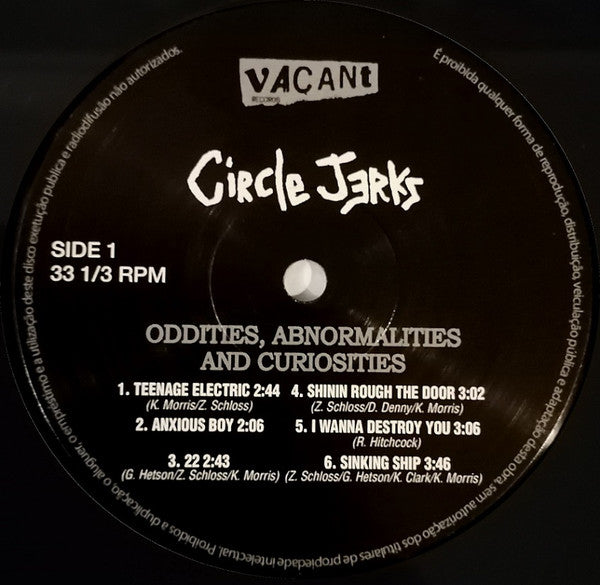 VACANt
RECORDS
Circle Jerks
SIDE 1
33 1/3 RPM
ODDITIES, ABNORMALITIES
AND CURIOSITIES
1. TEENAGE ELECTRIC 2:44
(K. Morris/Z. Schloss)
2. ANXIOUS BOY 2:06
3. 22 2:43
(G. Hetson/Z. Schloss/K. Morris)
4. SHININ ROUGH THE DOOR 3:02
(Z. Schloss/D. Denny/K. Morris)
5. I WANNA DESTROY YOU 3:06
(R. Hitchcock)
6. SINKING SHIP 3:46
(Z. Schloss/G. Hetson/K. Clark/K. Morris)
É proibida qualquer forma de reprodução, distribuição, veiculação pública e adaptação desta obra, sem autorização dos titulares de propiedade intelectual. Proibidos a duplicação, o aluguer, o empréstimo e a utilização deste disco exetução publica e radiodifusão não autorizados.